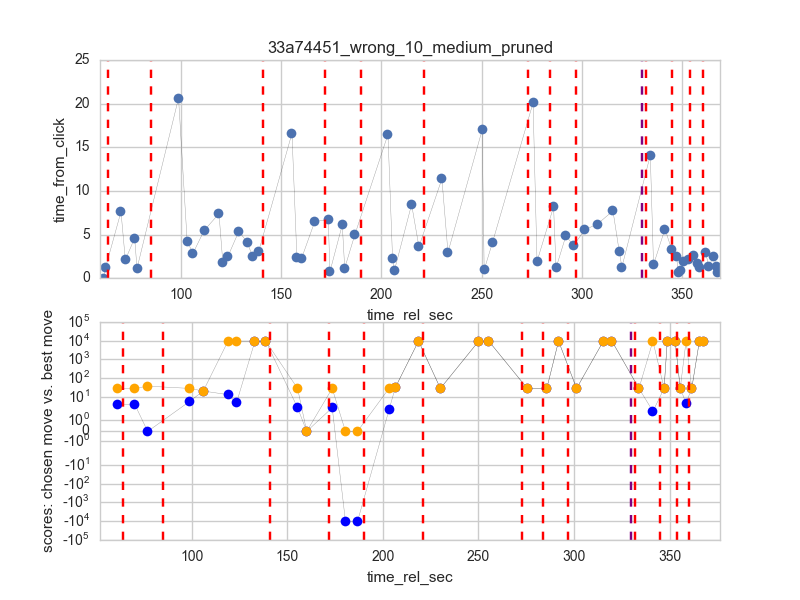 33a74451_wrong_10_medium_pruned
time_from_click
25
20
15
10
5
0
100 150 200 250 300 350
time_rel_sec
scores: chosen move vs. best move
10^5
10^4
10^3
10^2
10^1
10^0
0
-10^0
-10^1
-10^2
-10^3
-10^4
-10^5
100 150 200 250 300 350
time_rel_sec